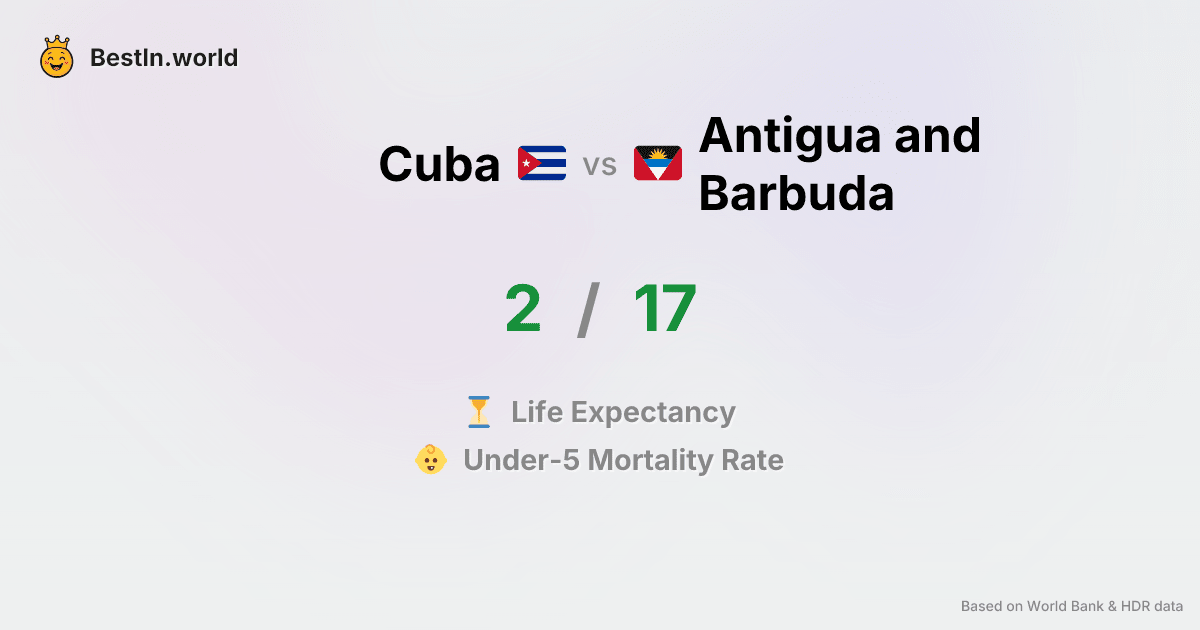 BestIn.world
Cuba vs Antigua and
Barbuda
2 / 17
Life Expectancy
Under-5 Mortality Rate
Based on World Bank & HDR data